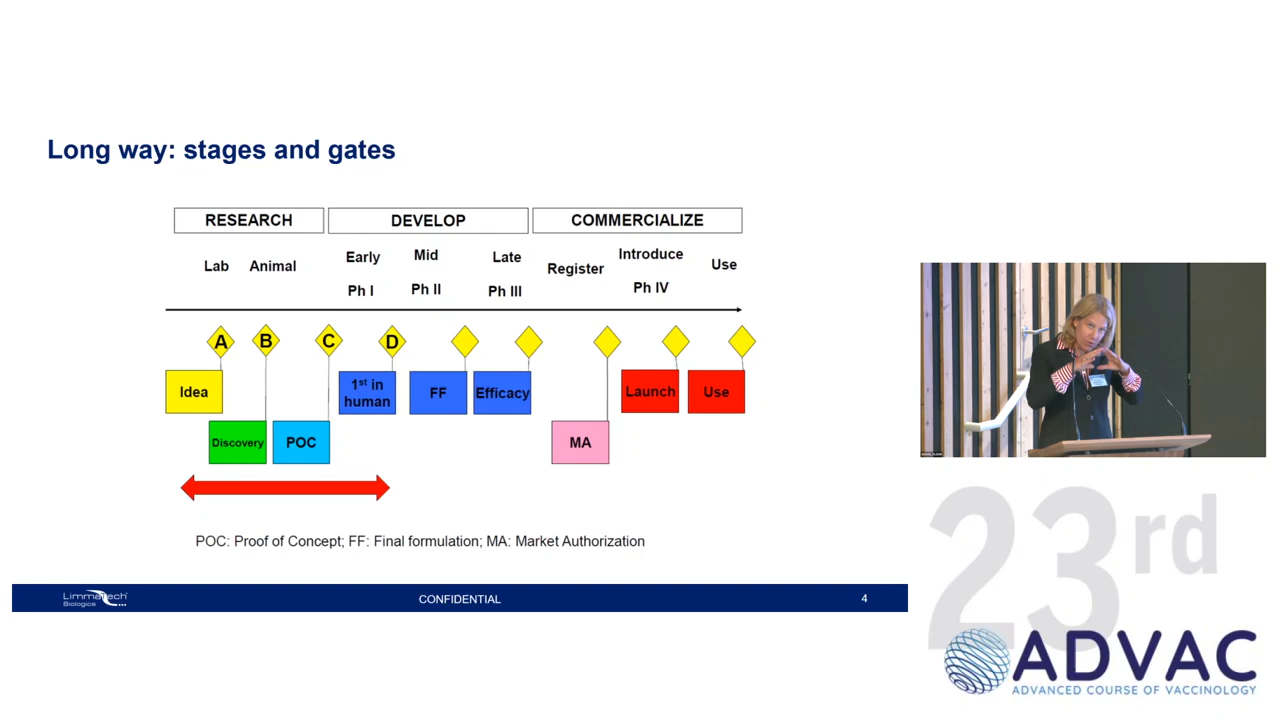 Long way: stages and gates
RESEARCH
DEVELOP
COMMERCIALIZE
Lab
Animal
Early
Ph I
Mid
Ph II
Late
Ph III
Register
Introduce
Ph IV
Use
A
B
C
D
Idea
Discovery
POC
1st in
human
FF
Efficacy
MA
Launch
Use
POC: Proof of Concept; FF: Final formulation; MA: Market Authorization
LimmaTech
Biologics
CONFIDENTIAL
4
23rd
ADVAC
ADVANCED COURSE OF VACCINOLOGY